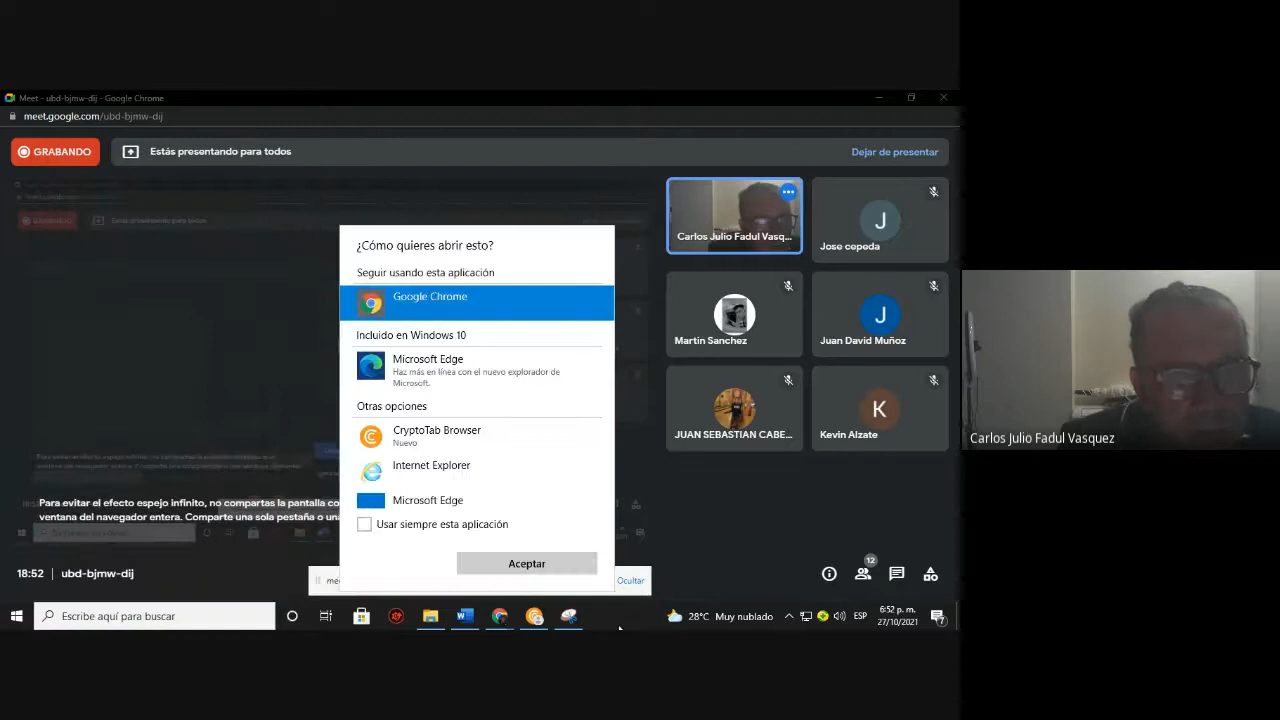 Meet - ubd-bjmw-dij - Google Chrome
meet.google.com/ubd-bjmw-dij
GRABANDO
Estás presentando para todos
Dejar de presentar
Carlos Julio Fadul Vasq...
Jose cepeda
Martin Sanchez
Juan David Muñoz
JUAN SEBASTIAN CABE...
Kevin Alzate
J
J
K
¿Cómo quieres abrir esto?
Seguir usando esta aplicación
Google Chrome
Incluido en Windows 10
Microsoft Edge
Haz más en línea con el nuevo explorador de
Microsoft.
Otras opciones
CryptoTab Browser
Nuevo
Internet Explorer
Microsoft Edge
Usar siempre esta aplicación
Aceptar
Para evitar el efecto espejo infinito, no compartas la pantalla co
ventana del navegador entera. Comparte una sola pestaña o una
Ocultar
18:52 | ubd-bjmw-dij
12
Escribe aquí para buscar
28°C Muy nublado
ESP
6:52 p. m.
27/10/2021
7
Carlos Julio Fadul Vasquez